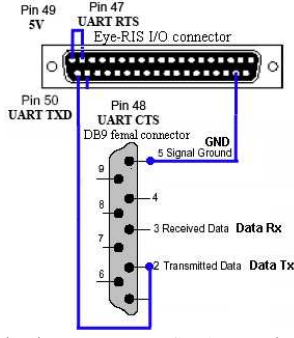 Pin 49
5V
Pin 47
UART RTS
Eye-RIS I/O connector
Pin 50
UART TXD
Pin 48
UART CTS
DB9 femal connector
GND
5 Signal Ground
9
4
8
3 Received Data Data Rx
7
2 Transmitted Data Data Tx
6